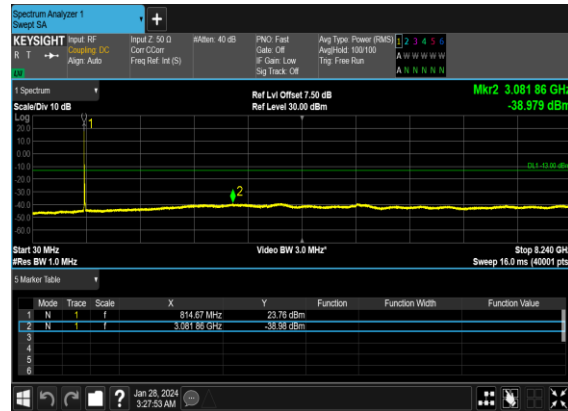 Spectrum Analyzer 1
Swept SA
+
KEYSIGHT Input: RF Input Z: 50 Ω #Atten: 40 dB PNO: Fast Avg Type: Power (RMS) 1 2 3 4 5 6
R T Coupling: DC Corr CCorr Gate: Off Avg|Hold: 100/100 A W W W W W
Align: Auto Freq Ref: Int (S) IF Gain: Low Trig: Free Run
Sig Track: Off A N N N N N
1 Spectrum Ref Lvl Offset 7.50 dB Mkr2 3.081 86 GHz
Scale/Div 10 dB Ref Level 30.00 dBm -38.979 dBm
Log
20.0
10.0
0.00
-10.0
-20.0
-30.0
-40.0
-50.0
-60.0
1
2
DL1 -13.00 dBm
Start 30 MHz Video BW 3.0 MHz* Stop 8.240 GHz
#Res BW 1.0 MHz Sweep 16.0 ms (40001 pts)
5 Marker Table
Mode Trace Scale X Y Function Function Width Function Value
1 N 1 f 814.67 MHz 23.76 dBm
2 N 1 f 3.081 86 GHz -38.98 dBm
3
4
5
6
? Jan 28, 2024
3:27:53 AM